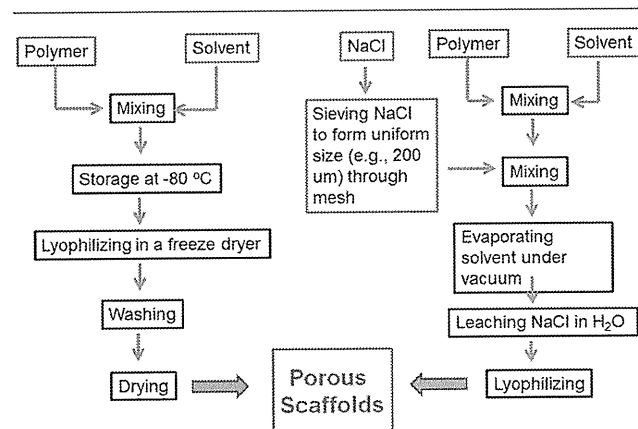 Polymer
Solvent
Mixing
Storage at -80 ºC
Lyophilizing in a freeze dryer
Washing
Drying
NaCl
Sieving NaCl
to form uniform
size (e.g., 200
um) through
mesh
Polymer
Solvent
Mixing
Mixing
Evaporating
solvent under
vacuum
Leaching NaCl in H₂O
Lyophilizing
Porous
Scaffolds